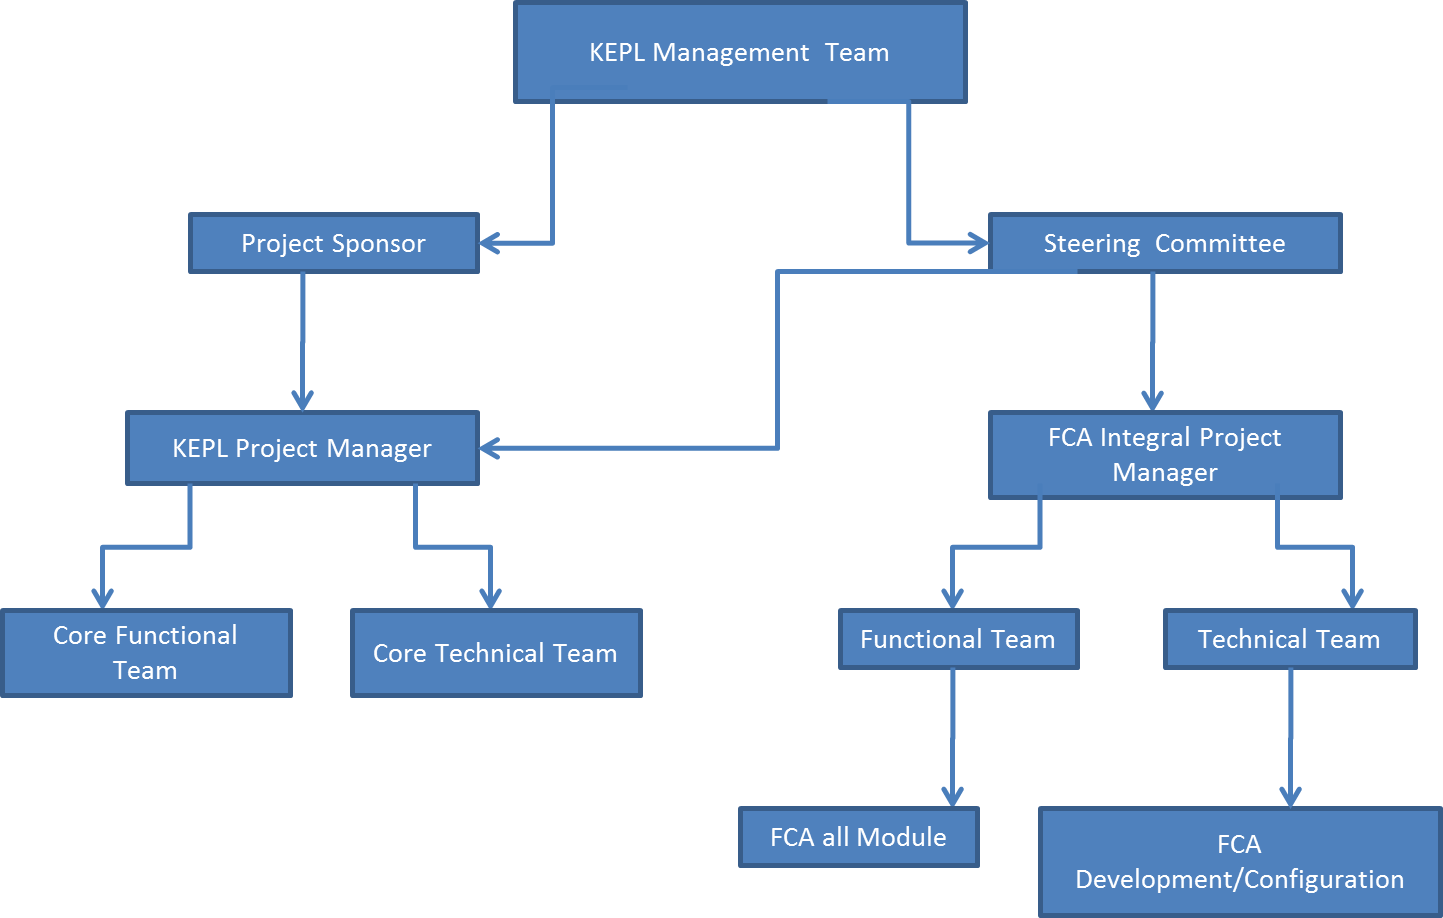 KEPL Management  Team
Project Sponsor
Steering  Committee
KEPL Project Manager
FCA Integral Project
Manager
Core Functional
Team
Core Technical Team
Functional Team
Technical Team
FCA all Module
FCA
Development/Configuration